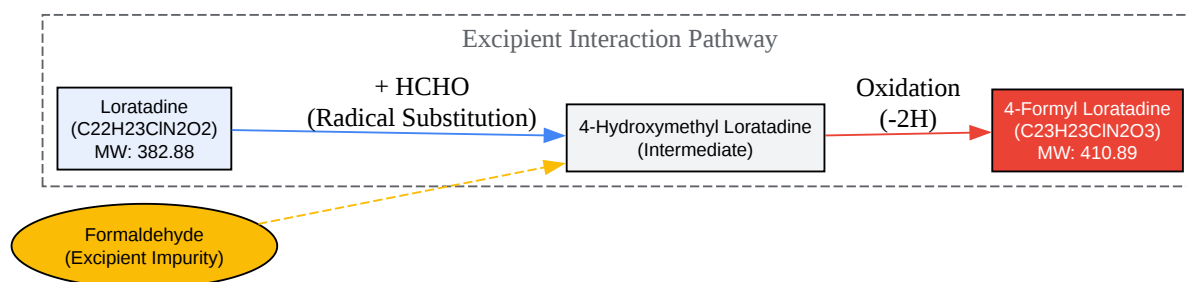 Excipient Interaction Pathway
Loratadine
(C22H23ClN2O2)
MW: 382.88
+ HCHO
(Radical Substitution)
4-Hydroxymethyl Loratadine
(Intermediate)
Oxidation
(-2H)
4-Formyl Loratadine
(C23H23ClN2O3)
MW: 410.89
Formaldehyde
(Excipient Impurity)